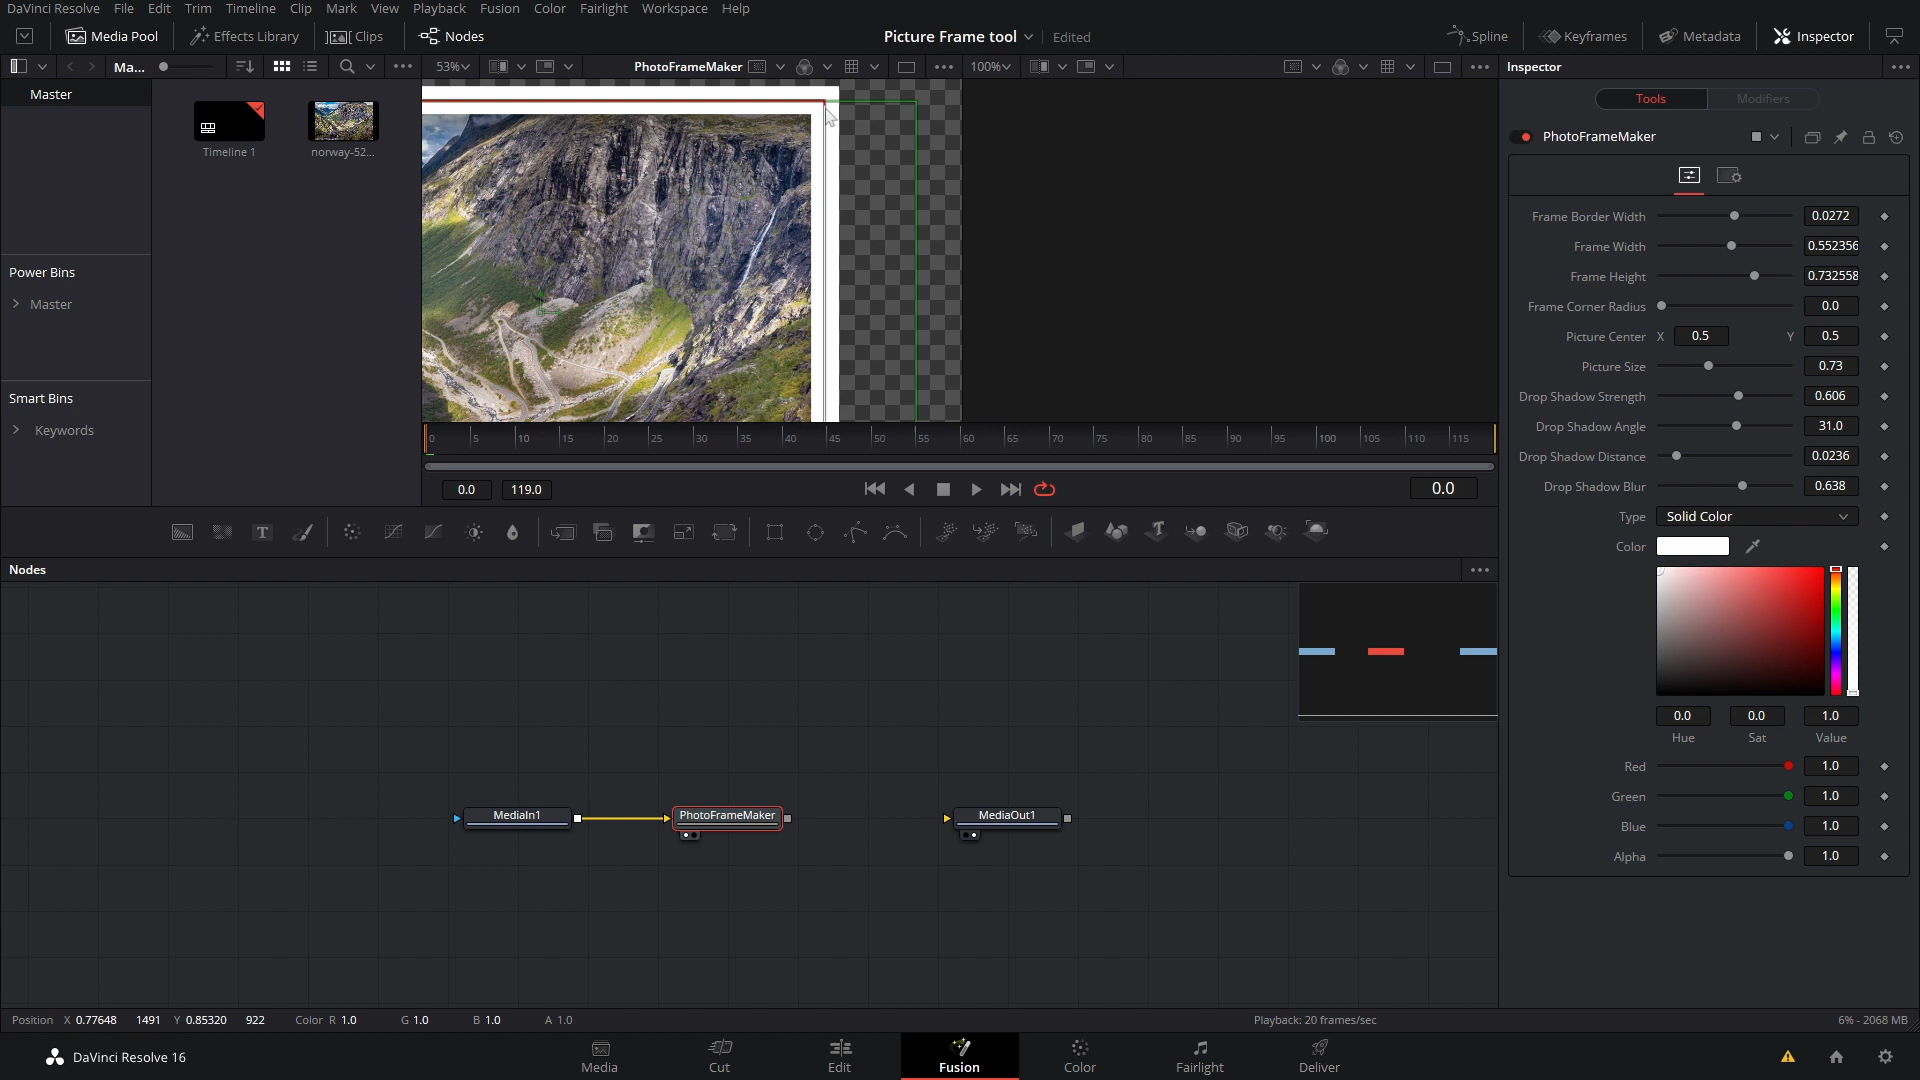 DaVinci Resolve File Edit Trim Timeline Clip Mark View Playback Fusion Color Fairlight Workspace Help
Media Pool Effects Library Clips Nodes Picture Frame tool Edited Spline Keyframes Metadata Inspector
Ma... 53% PhotoFrameMaker 100% Inspector
Master
Timeline 1 norway-52...
Power Bins
Master
Smart Bins
Keywords
Tools Modifiers
PhotoFrameMaker
Frame Border Width 0.0272
Frame Width 0.552356
Frame Height 0.732558
Frame Corner Radius 0.0
Picture Center X 0.5 Y 0.5
Picture Size 0.73
Drop Shadow Strength 0.606
Drop Shadow Angle 31.0
Drop Shadow Distance 0.0236
Drop Shadow Blur 0.638
Type Solid Color
Color
0.0 0.0 1.0
Hue Sat Value
Red 1.0
Green 1.0
Blue 1.0
Alpha 1.0
0 5 10 15 20 25 30 35 40 45 50 55 60 65 70 75 80 85 90 95 100 105 110 115
0.0 119.0 0.0
T T
Nodes
MediaIn1 PhotoFrameMaker MediaOut1
Position X 0.77648 1491 Y 0.85320 922 Color R 1.0 G 1.0 B 1.0 A 1.0 Playback: 20 frames/sec 6% - 2068 MB
DaVinci Resolve 16 Media Cut Edit Fusion Color Fairlight Deliver